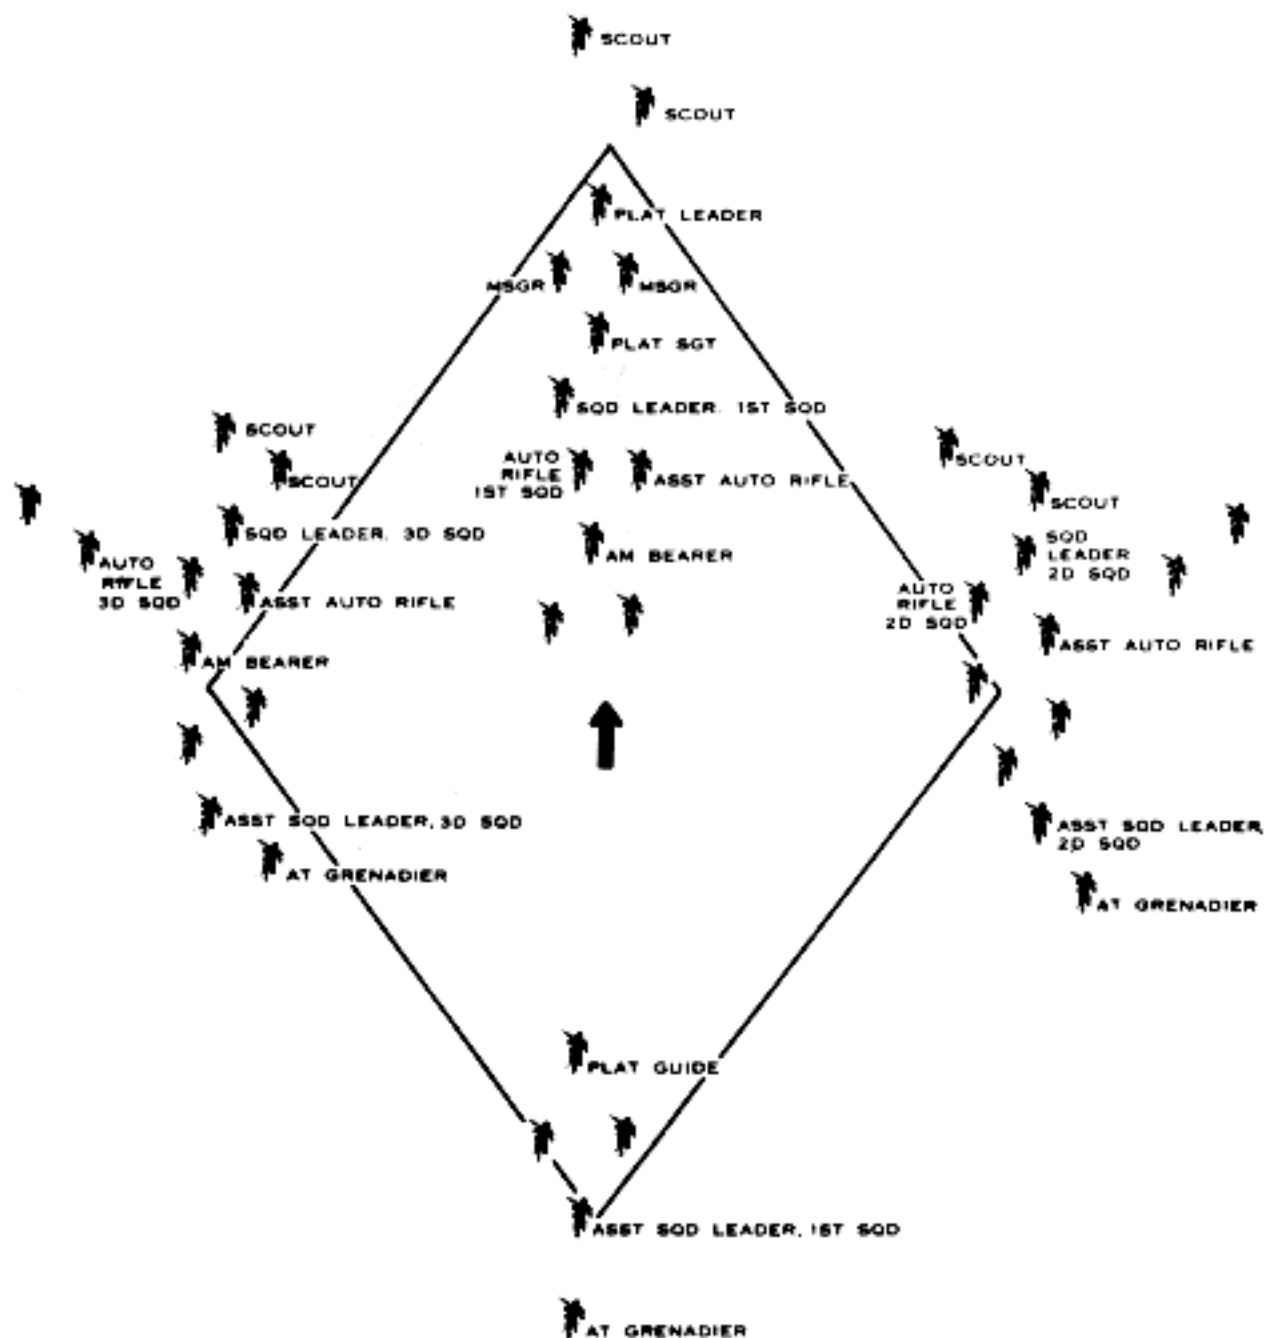 SCOUT
SCOUT
PLAT LEADER
MSGR
MSGR
PLAT SGT
SQD LEADER, 1ST SQD
AUTO
RIFLE
1ST SQD
ASST AUTO RIFLE
AM BEARER
SCOUT
SCOUT
SQD LEADER, 3D SQD
AUTO
RIFLE
3D SQD
ASST AUTO RIFLE
AM BEARER
ASST SQD LEADER, 3D SQD
AT GRENADIER
SCOUT
SCOUT
SQD
LEADER
2D SQD
AUTO
RIFLE
2D SQD
ASST AUTO RIFLE
ASST SQD LEADER,
2D SQD
AT GRENADIER
PLAT GUIDE
ASST SQD LEADER, 1ST SQD
AT GRENADIER